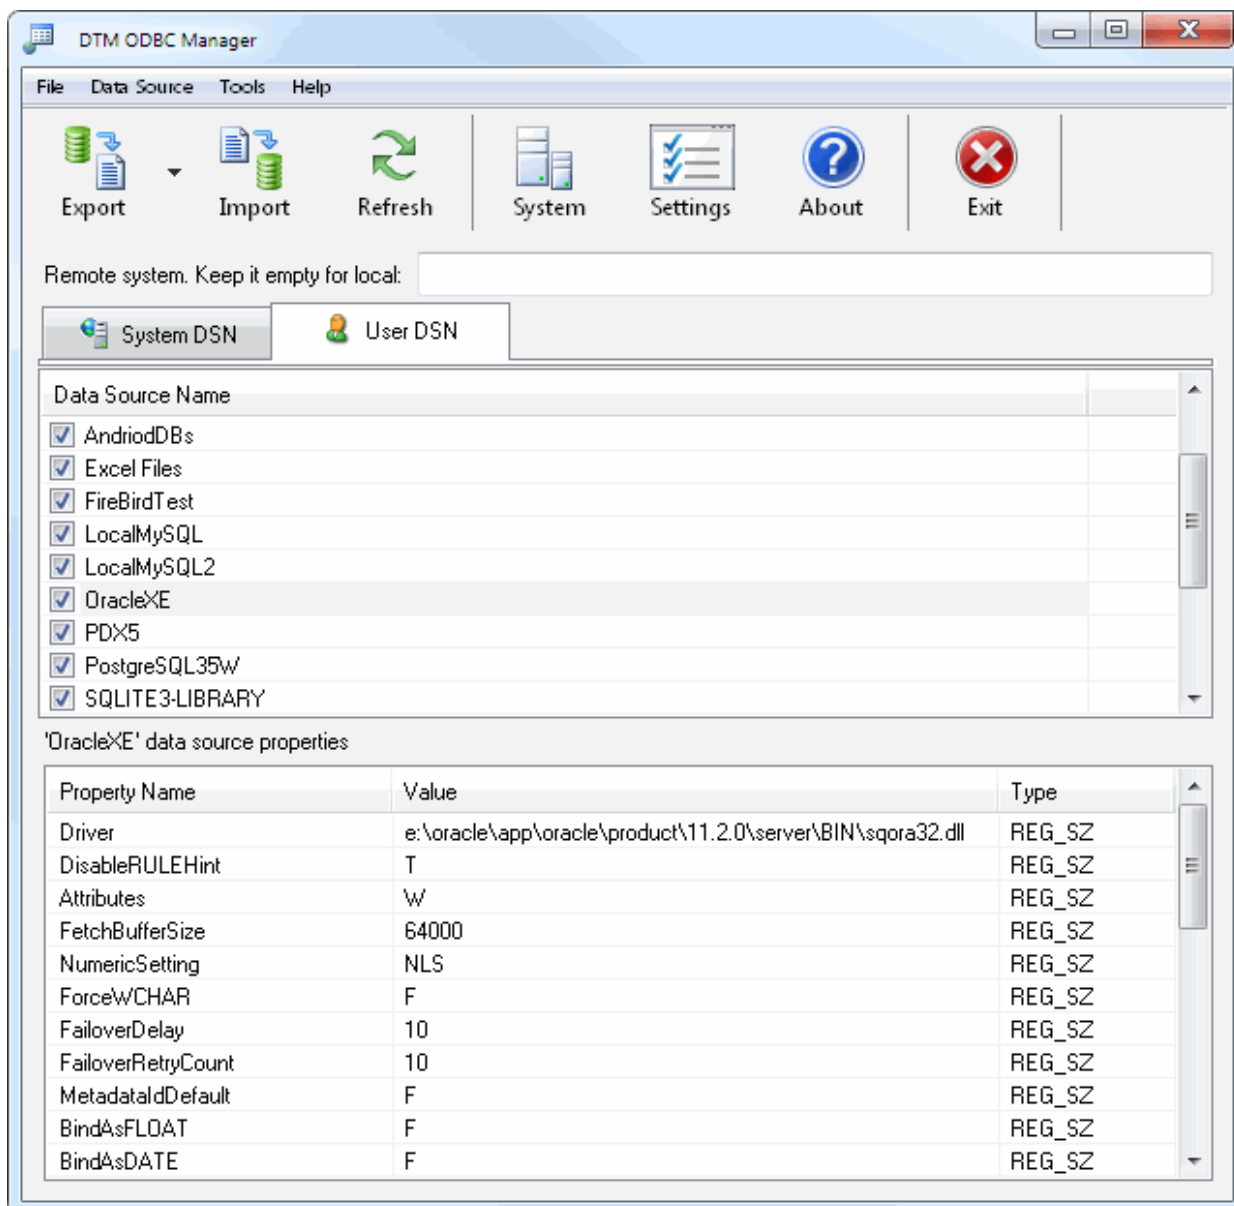 DTM ODBC Manager
File Data Source Tools Help
Export Import Refresh System Settings About Exit
Remote system. Keep it empty for local:
System DSN User DSN
Data Source Name
AndriodDBs
Excel Files
FireBirdTest
LocalMySQL
LocalMySQL2
OracleXE
PDX5
PostgreSQL35W
SQLITE3-LIBRARY
'OracleXE' data source properties
Property Name Value Type
Driver e:\oracle\app\oracle\product\11.2.0\server\BIN\sqora32.dll REG_SZ
DisableRULEHint T REG_SZ
Attributes W REG_SZ
FetchBufferSize 64000 REG_SZ
NumericSetting NLS REG_SZ
ForceWCHAR F REG_SZ
FailoverDelay 10 REG_SZ
FailoverRetryCount 10 REG_SZ
MetadataIdDefault F REG_SZ
BindAsFLOAT F REG_SZ
BindAsDATE F REG_SZ